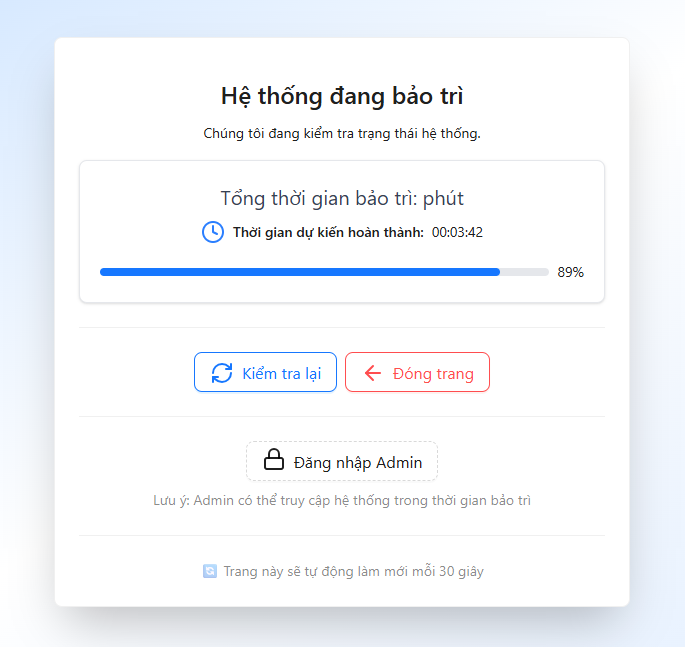 Hệ thống đang bảo trì
Chúng tôi đang kiểm tra trạng thái hệ thống.
Tổng thời gian bảo trì: phút
Thời gian dự kiến hoàn thành: 00:03:42
89%
Kiểm tra lại
Đóng trang
Đăng nhập Admin
Lưu ý: Admin có thể truy cập hệ thống trong thời gian bảo trì
Trang này sẽ tự động làm mới mỗi 30 giây